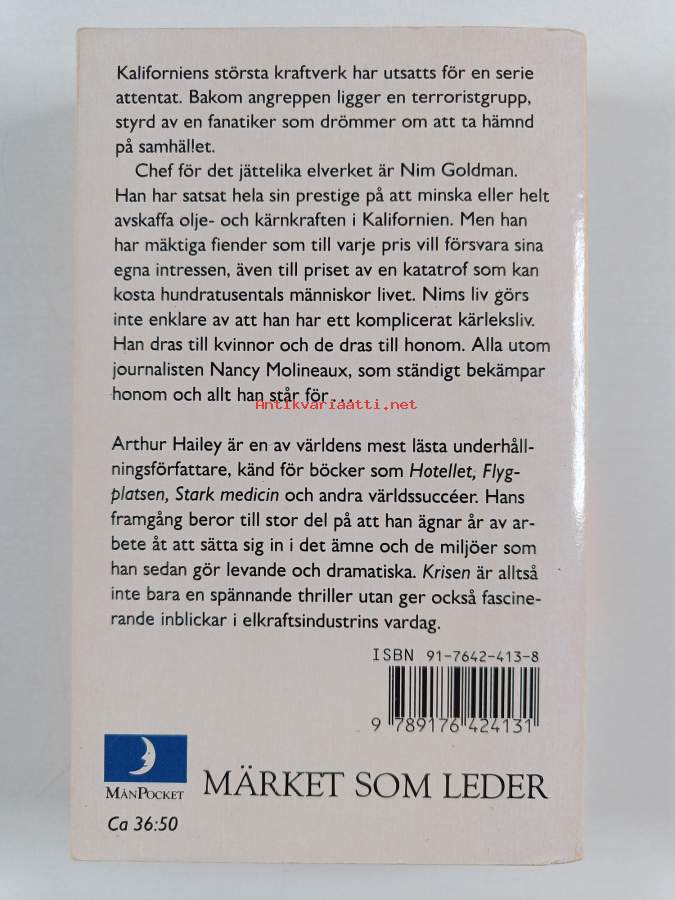 Kaliforniens största kraftverk har utsatts för en serie
attentat. Bakom angreppen ligger en terroristgrupp,
styrd av en fanatiker som drömmer om att ta hämnd
på samhället.
Chef för det jättelika elverket är Nim Goldman.
Han har satsat hela sin prestige på att minska eller helt
avskaffa olje- och kärnkraften i Kalifornien. Men han
har mäktiga fiender som till varje pris vill försvara sina
egna intressen, även till priset av en katatrof som kan
kosta hundratusentals människor livet. Nims liv görs
inte enklare av att han har ett komplicerat kärleksliv.
Han dras till kvinnor och de dras till honom. Alla utom
journalisten Nancy Molineaux, som ständigt bekämpar
honom och allt han står för . . .
Antikvariaatti.net
Arthur Hailey är en av världens mest lästa underhåll-
ningsförfattare, känd för böcker som Hotellet, Flyg-
platsen, Stark medicin och andra världssuccéer. Hans
framgång beror till stor del på att han ägnar år av ar-
bete åt att sätta sig in i det ämne och de miljöer som
han sedan gör levande och dramatiska. Krisen är alltså
inte bara en spännande thriller utan ger också fascine-
rande inblickar i elkraftsindustrins vardag.
ISBN 91-7642-413-8
9 789176 424131
MÅNPOCKET
MÄRKET SOM LEDER
Ca 36:50